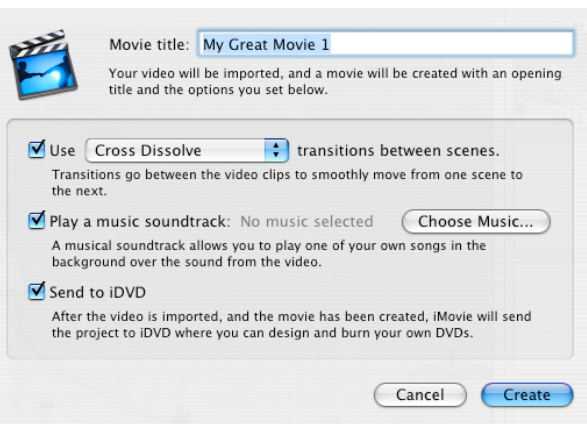 Movie title: My Great Movie 1
Your video will be imported, and a movie will be created with an opening
title and the options you set below.
Use Cross Dissolve transitions between scenes.
Transitions go between the video clips to smoothly move from one scene to
the next.
Play a music soundtrack: No music selected Choose Music...
A musical soundtrack allows you to play one of your own songs in the
background over the sound from the video.
Send to iDVD
After the video is imported, and the movie has been created, iMovie will send
the project to iDVD where you can design and burn your own DVDs.
Cancel Create